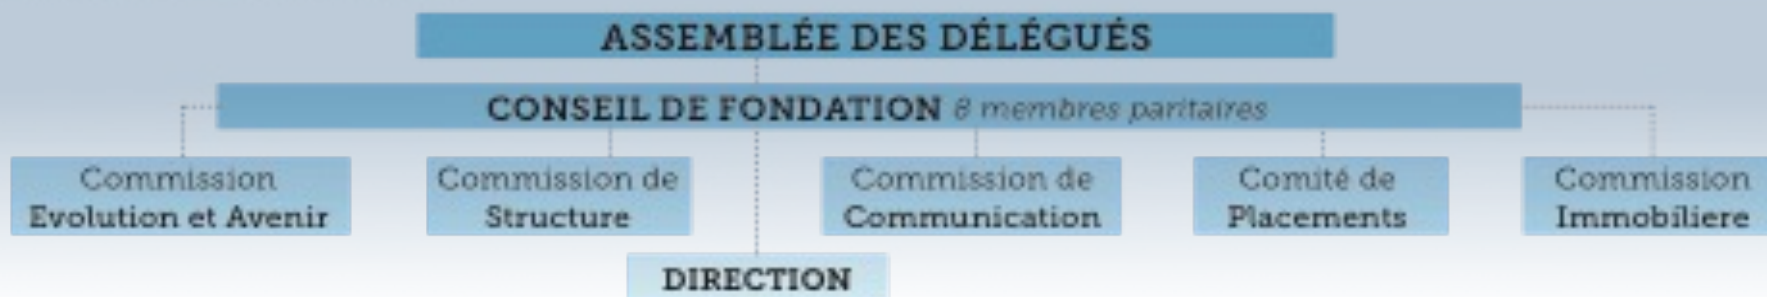 ASSEMBLÉE DES DÉLÉGUÉS
CONSEIL DE FONDATION 8 membres paritaires
Commission
Evolution et Avenir
Commission de
Structure
Commission de
Communication
Comité de
Placements
Commission
Immobiliere
DIRECTION